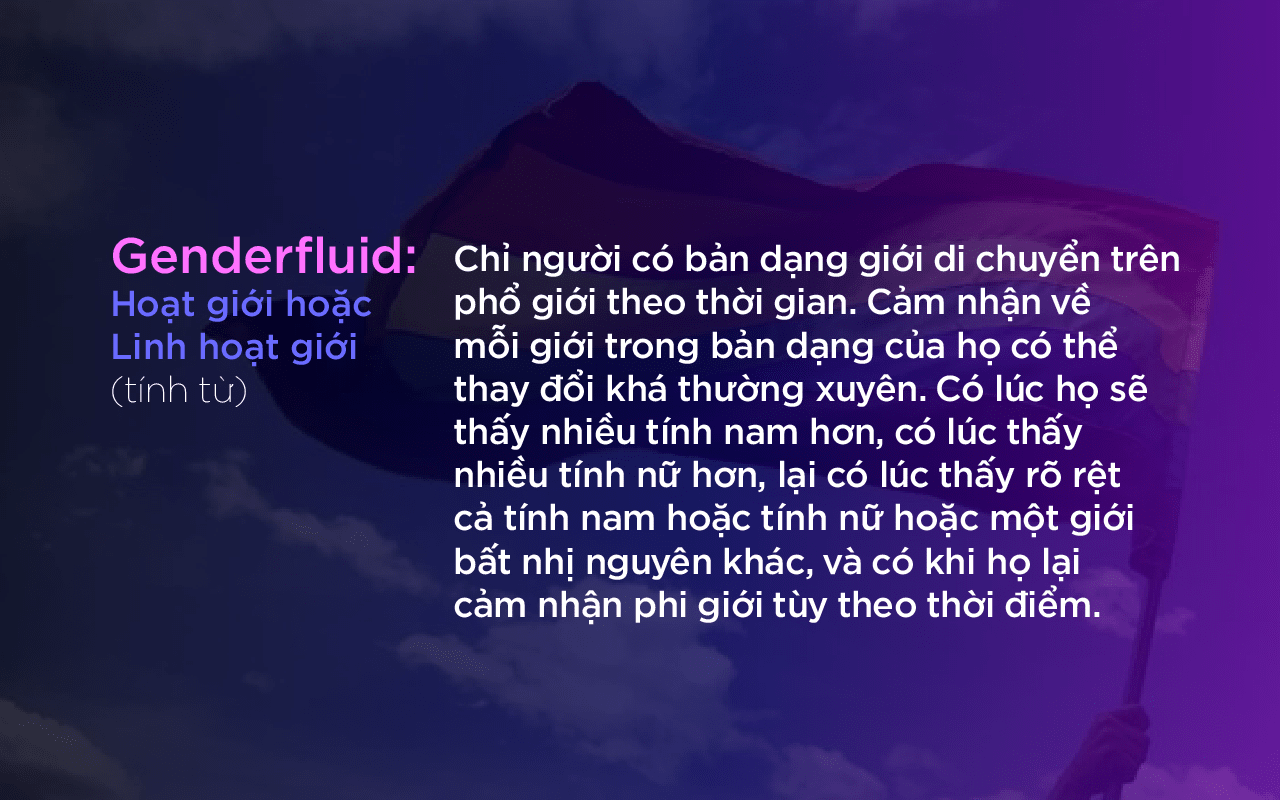 Genderfluid:
Hoạt giới hoặc
Linh hoạt giới
(tính từ)
Chỉ người có bản dạng giới di chuyển trên
phổ giới theo thời gian. Cảm nhận về
mỗi giới trong bản dạng của họ có thể
thay đổi khá thường xuyên. Có lúc họ sẽ
thấy nhiều tính nam hơn, có lúc thấy
nhiều tính nữ hơn, lại có lúc thấy rõ rệt
cả tính nam hoặc tính nữ hoặc một giới
bất nhị nguyên khác, và có khi họ lại
cảm nhận phi giới tùy theo thời điểm.